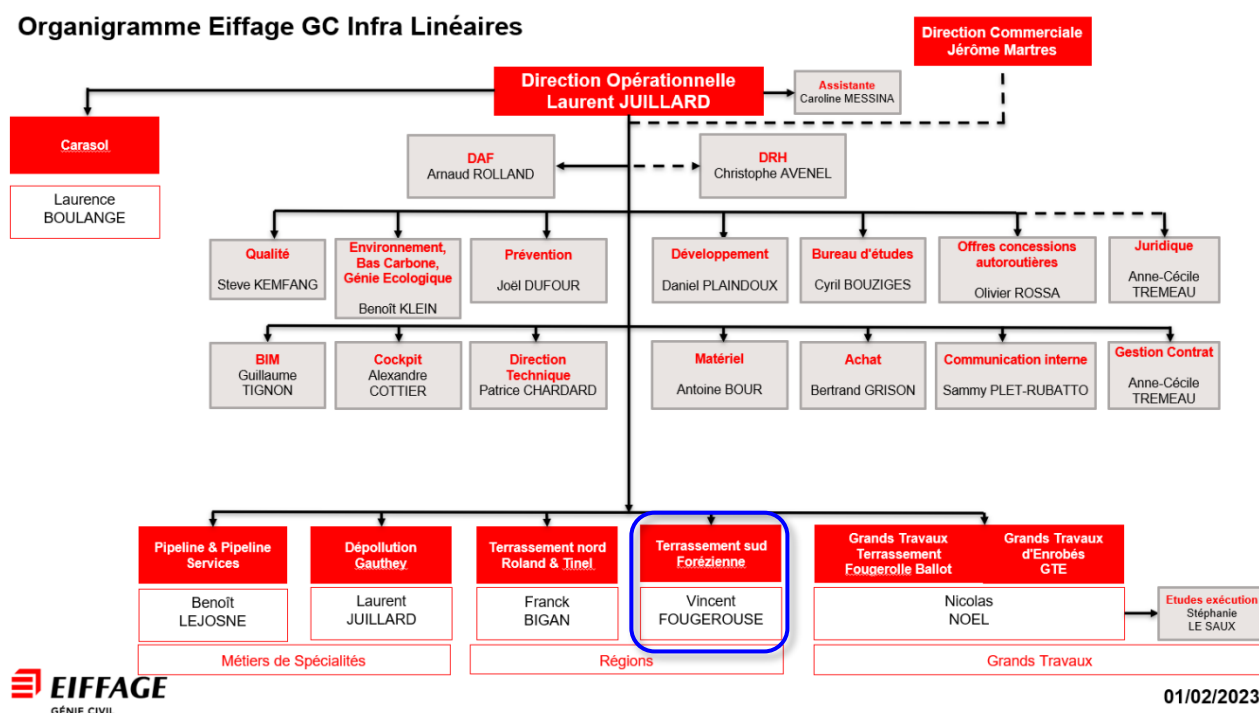 Organigramme Eiffage GC Infra Linéaires
Direction Commerciale
Jérôme Martres
Direction Opérationnelle
Laurent JUILLARD
Assistante
Caroline MESSINA
Carasol
Laurence
BOULANGE
DAF
Arnaud ROLLAND
DRH
Christophe AVENEL
Qualité
Steve KEMFANG
Environnement,
Bas Carbone,
Génie Ecologique
Benoît KLEIN
Prévention
Joël DUFOUR
Développement
Daniel PLAINDOUX
Bureau d'études
Cyril BOUZIGES
Offres concessions
autoroutières
Olivier ROSSA
Juridique
Anne-Cécile
TREMEAU
BIM
Guillaume
TIGNON
Cockpit
Alexandre
COTTIER
Direction
Technique
Patrice CHARDARD
Matériel
Antoine BOUR
Achat
Bertrand GRISON
Communication interne
Sammy PLET-RUBATTO
Gestion Contrat
Anne-Cécile
TREMEAU
Pipeline & Pipeline
Services
Benoît
LEJOSNE
Dépollution
Gauthey
Laurent
JUILLARD
Terrassement nord
Roland & Tinel
Franck
BIGAN
Terrassement sud
Forézienne
Vincent
FOUGEROUSE
Grands Travaux
Terrassement
Fougerolle Ballot
Grands Travaux
d'Enrobés
GTE
Nicolas
NOEL
Etudes exécution
Stéphanie
LE SAUX
Métiers de Spécialités
Régions
Grands Travaux
EIFFAGE
GÉNIE CIVIL
01/02/2023